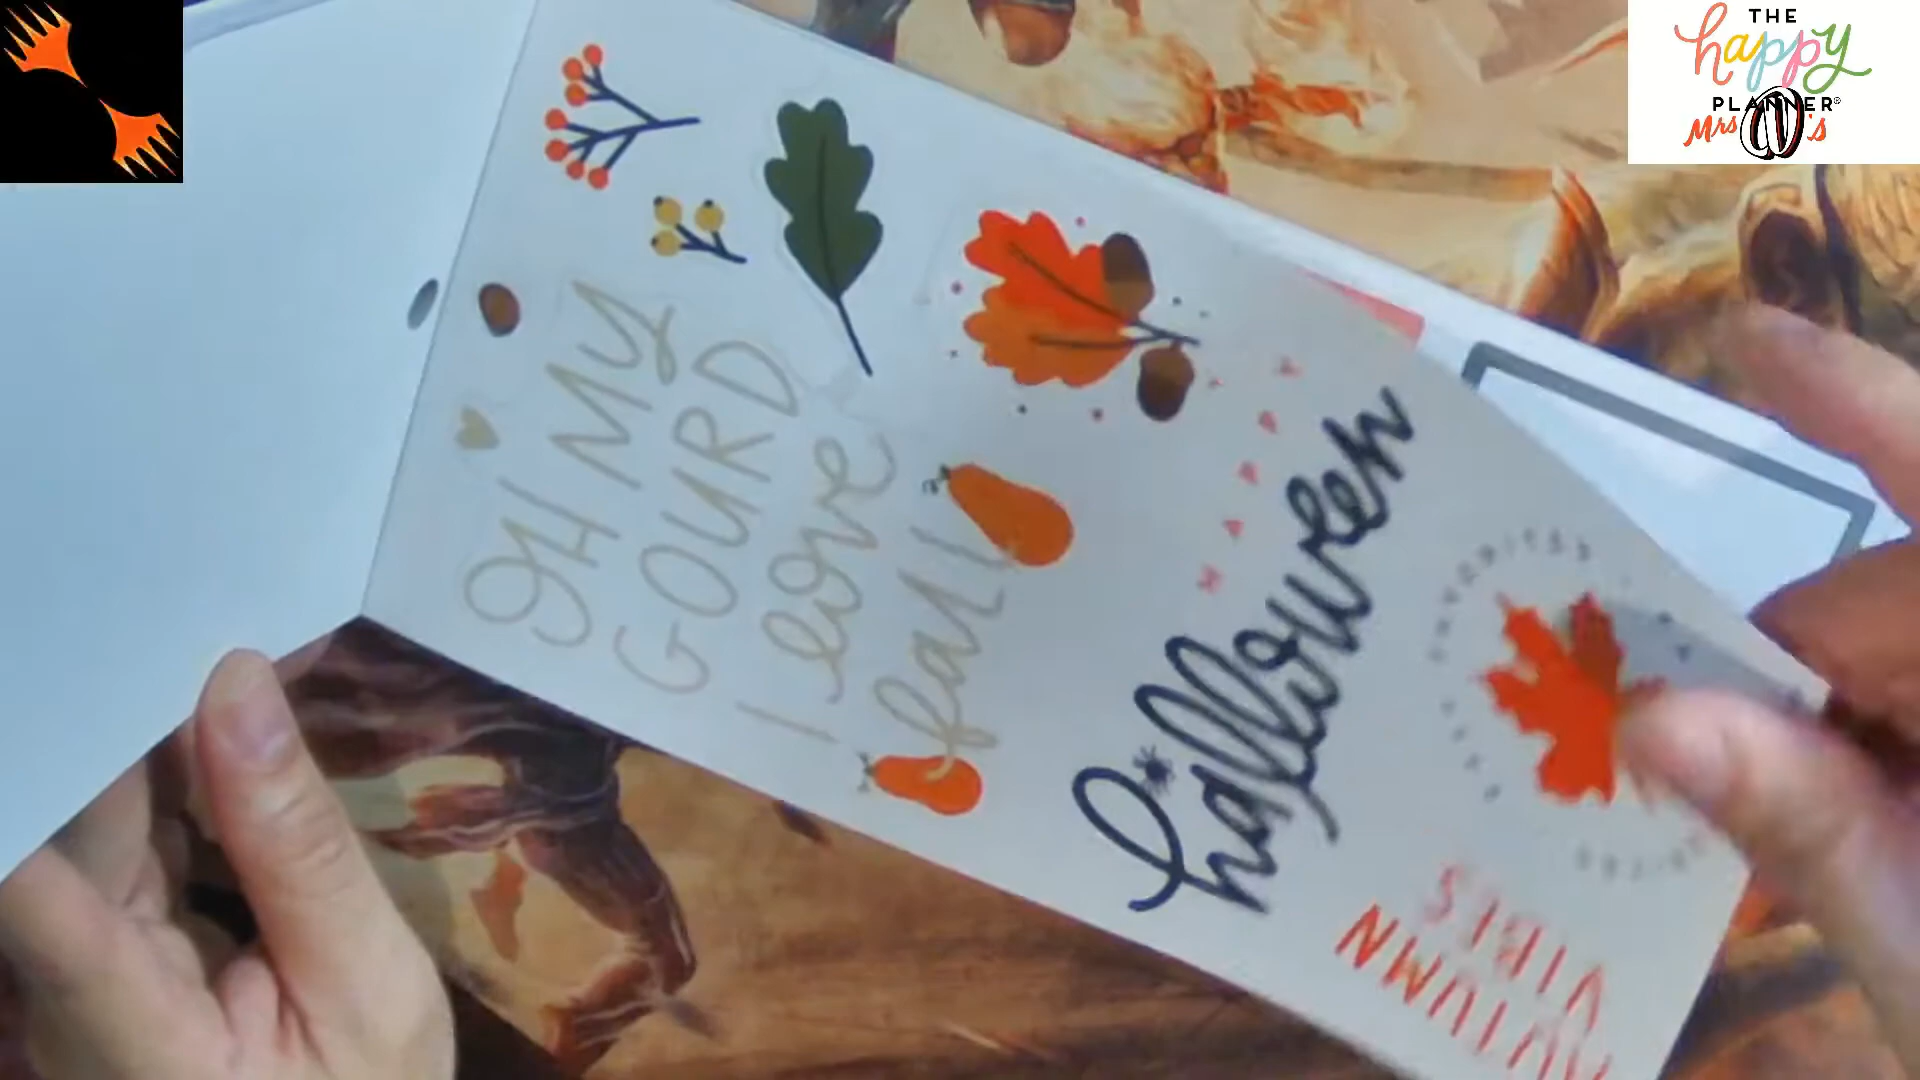 THE
happy
PLANNER®
Mrs N's
OH MY
GOURD
I love
fall
halloween
AUTUMN
VIBES